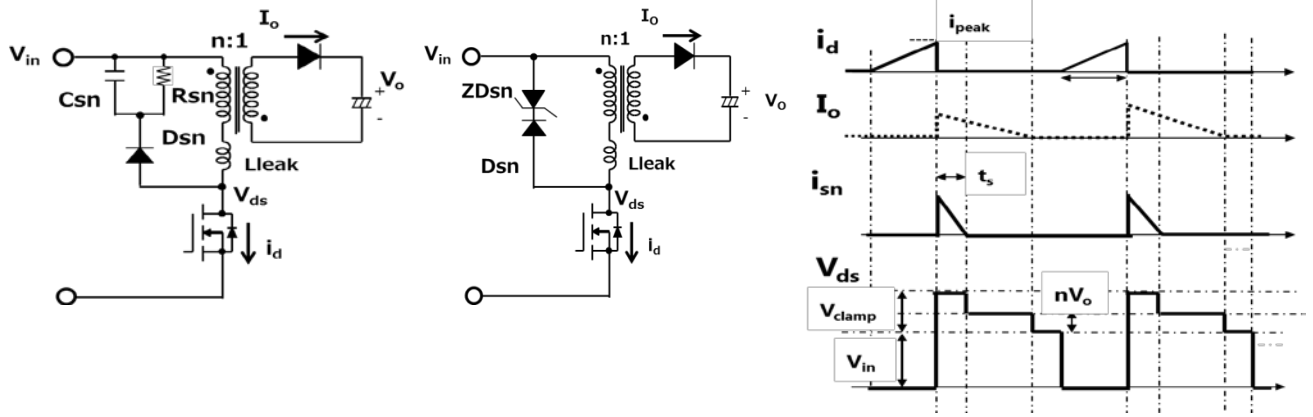 Vin
Csn
Rsn
Dsn
n:1
Io
+
Vo
-
Lleak
Vds
id
Vin
ZDsn
Dsn
n:1
Io
+
Vo
-
Lleak
Vds
id
ipeak
id
Io
isn
ts
Vds
Vclamp
nVo
Vin